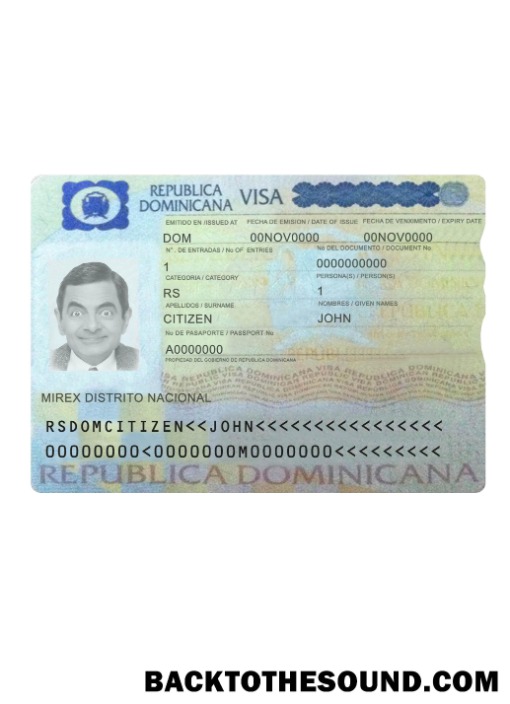 REPUBLICA DOMINICANA VISA
EMITIDO EN /ISSUED AT FECHA DE EMISION / DATE OF ISSUE FECHA DE VENKIMENTO / EXPIRY DATE
DOM 00NOV0000 00NOV0000
N°. DE ENTRADAS / No OF ENTRIES No DEL DOCUMENTO / DOCUMENT No
1 0000000000
CATEGORIA / CATEGORY PERSONA(S) / PERSON(S)
RS 1
APELLIDOS / SURNAME NOMBRES / GIVEN NAMES
CITIZEN JOHN
No DE PASAPORTE / PASSPORT No
A0000000
PROPIEDAD DEL GOBIERNO DE REPUBLICA DOMINICANA
MIREX DISTRITO NACIONAL
RSDOMCITIZEN<<JOHN<<<<<<<<<<<<<<<<<
00000000<0000000M0000000<<<<<<<<<
REPUBLICA DOMINICANA
BACKTOTHESOUND.COM